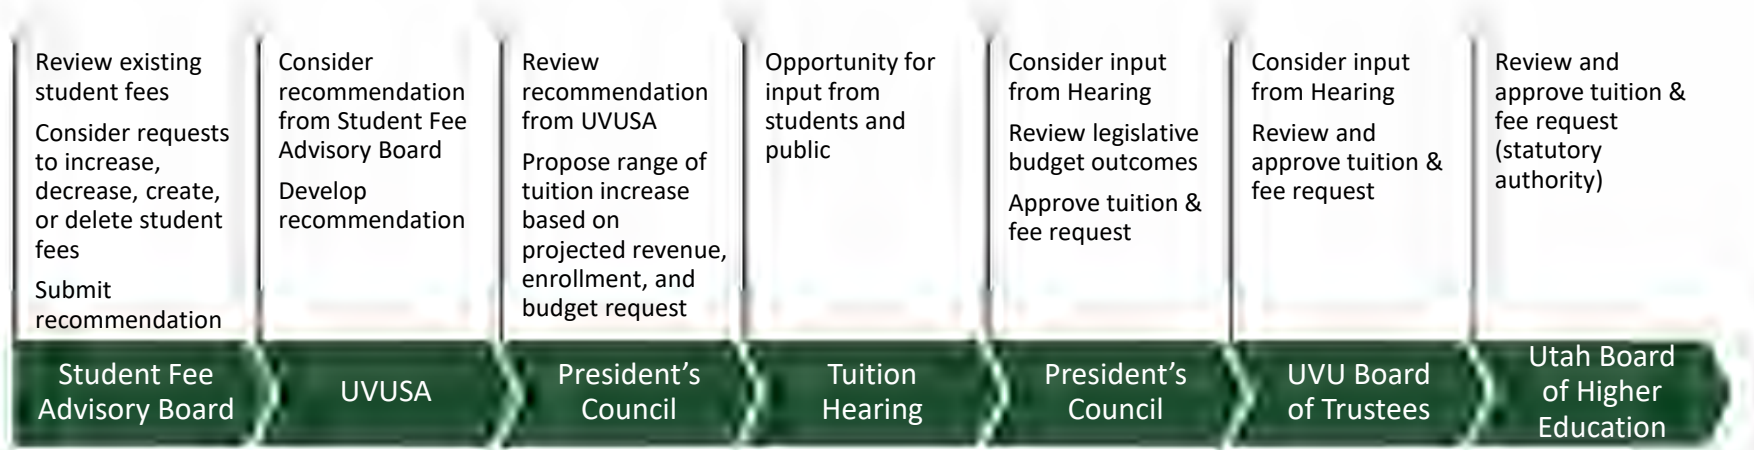 Review existing
student fees
Consider requests
to increase,
decrease, create,
or delete student
fees
Submit
recommendation
Student Fee
Advisory Board
Consider
recommendation
from Student Fee
Advisory Board
Develop
recommendation
UVUSA
Review
recommendation
from UVUSA
Propose range of
tuition increase
based on
projected revenue,
enrollment, and
budget request
President’s
Council
Opportunity for
input from
students and
public
Tuition
Hearing
Consider input
from Hearing
Review legislative
budget outcomes
Approve tuition &
fee request
President’s
Council
Consider input
from Hearing
Review and
approve tuition &
fee request
UVU Board
of Trustees
Review and
approve tuition &
fee request
(statutory
authority)
Utah Board
of Higher
Education